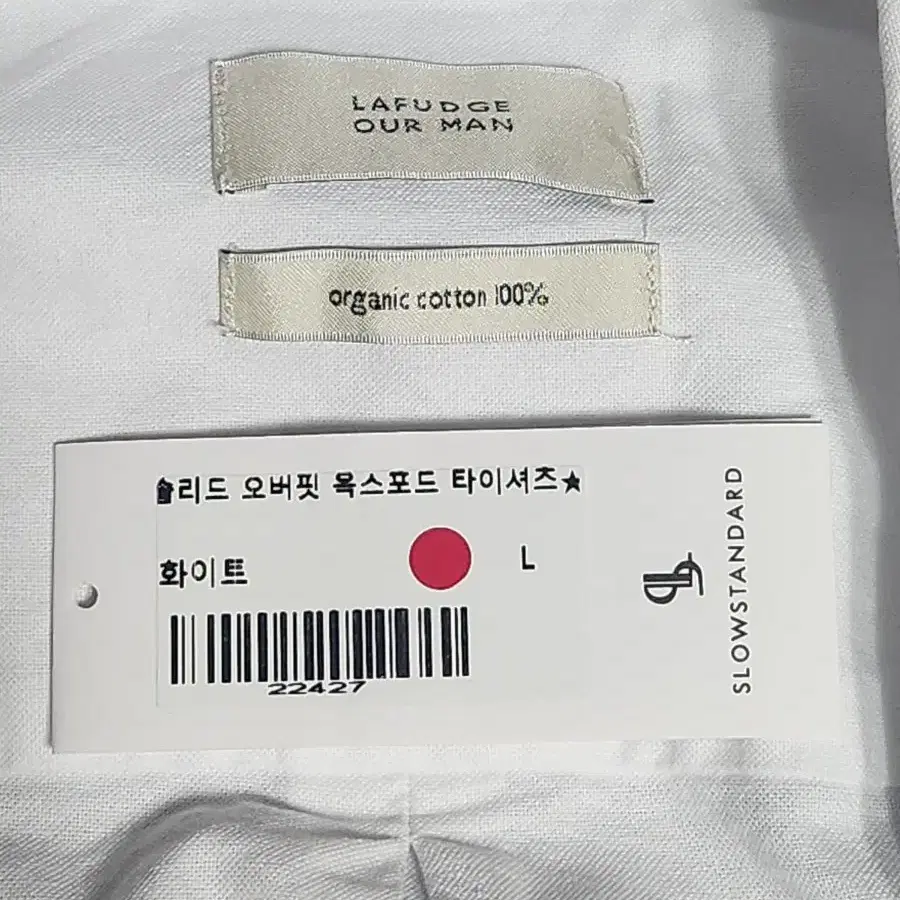 LAFUDGE
OUR MAN
organic cotton 100%
솔리드 오버핏 옥스포드 타이셔츠★
화이트
L
22427
SLOWSTANDARD